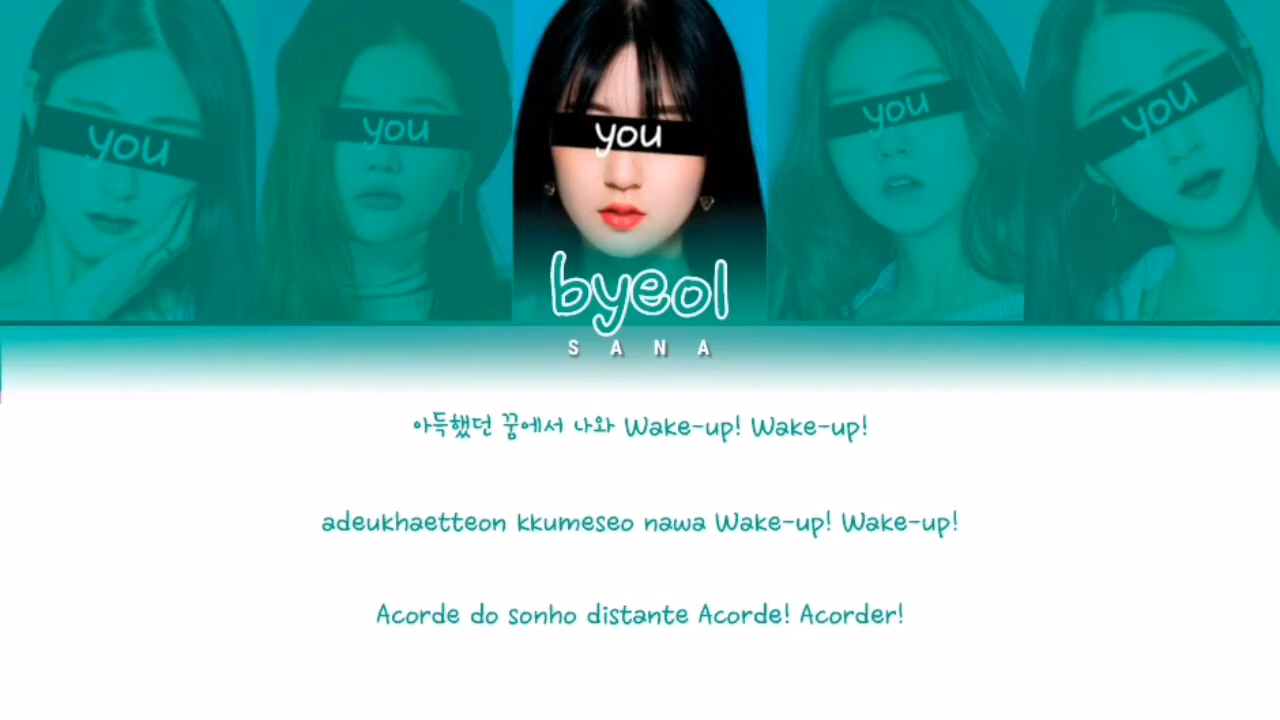 you
you
you
you
you
byeol
SANA
아득했던 꿈에서 나와 Wake-up! Wake-up!
adeukhaetteon kkumeseo nawa Wake-up! Wake-up!
Acorde do sonho distante Acorde! Acorder!